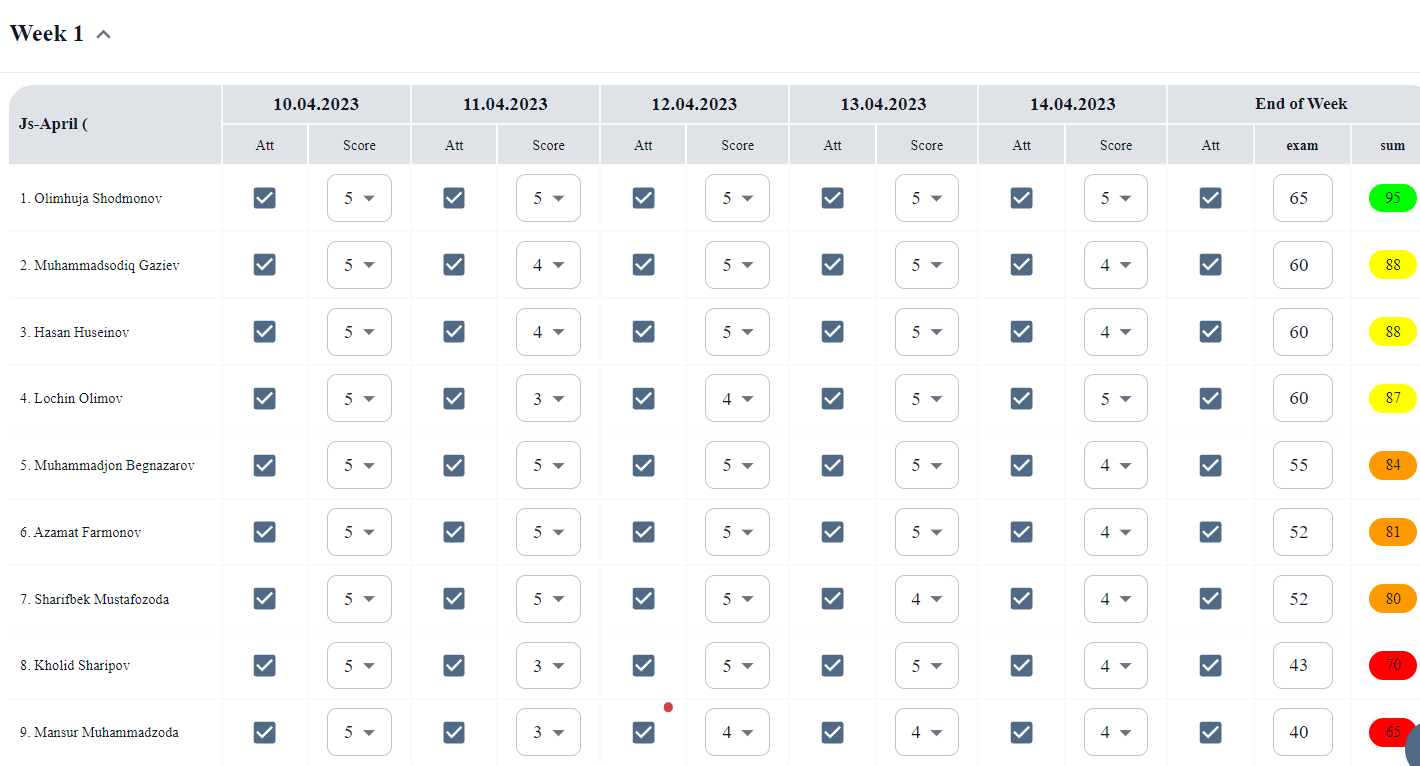 Week 1
10.04.2023 11.04.2023 12.04.2023 13.04.2023 14.04.2023 End of Week
Js-April (
Att Score Att Score Att Score Att Score Att Score Att exam sum
1. Olimhuja Shodmonov 5 5 5 5 5 65 95
2. Muhammadsodiq Gaziev 5 4 5 5 4 60 88
3. Hasan Huseinov 5 4 5 5 4 60 88
4. Lochin Olimov 5 3 4 5 5 60 87
5. Muhammadjon Begnazarov 5 5 5 5 4 55 84
6. Azamat Farmonov 5 5 5 5 4 52 81
7. Sharifbek Mustafozoda 5 5 5 4 4 52 80
8. Kholid Sharipov 5 3 5 5 4 43 70
9. Mansur Muhammadzoda 5 3 4 4 4 40 65